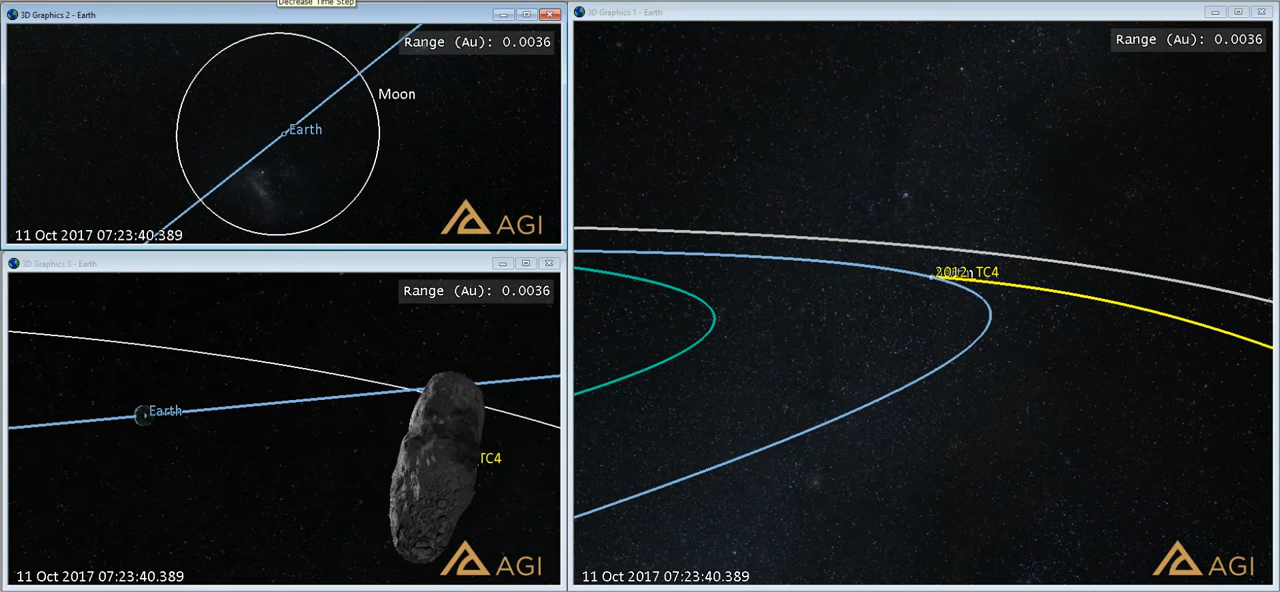 Decrease Time Step
3D Graphics 2 - Earth
Range (Au): 0.0036
Moon
Earth
11 Oct 2017 07:23:40.389
AGI
3D Graphics 3 - Earth
Range (Au): 0.0036
Earth
TC4
11 Oct 2017 07:23:40.389
AGI
3D Graphics 1 - Earth
Range (Au): 0.0036
2012 TC4
11 Oct 2017 07:23:40.389
AGI